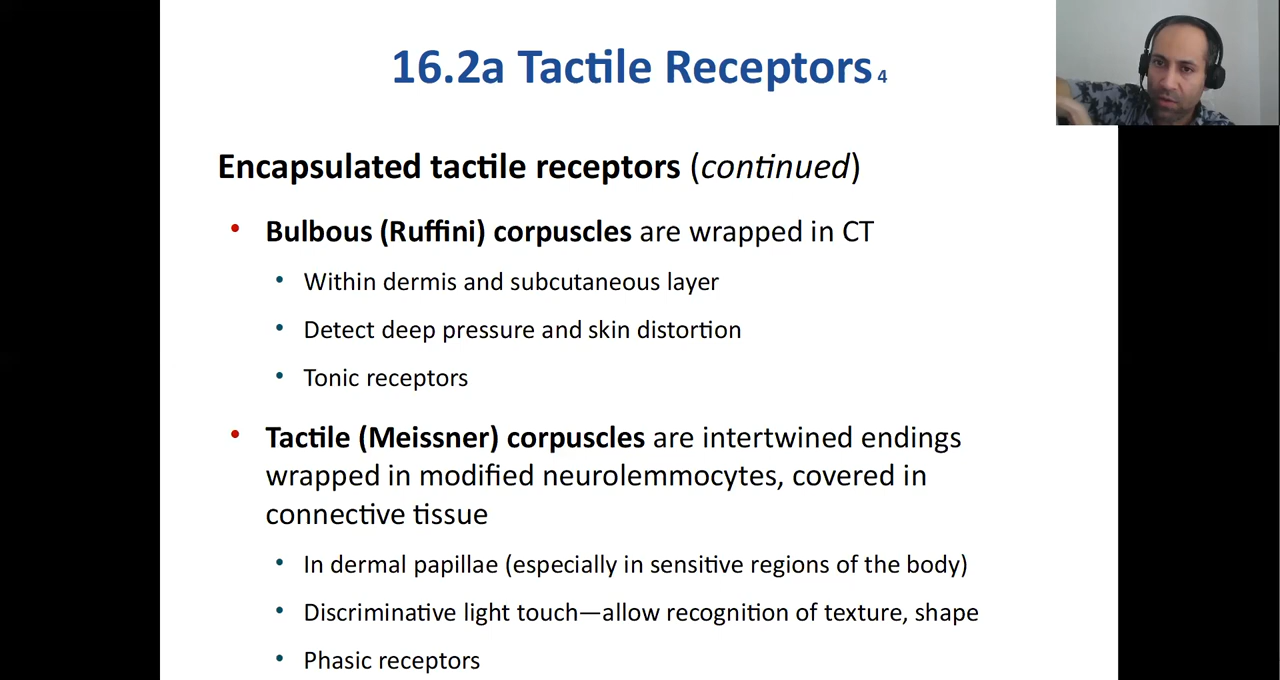 16.2a Tactile Receptors 4
Encapsulated tactile receptors (continued)
• Bulbous (Ruffini) corpuscles are wrapped in CT
• Within dermis and subcutaneous layer
• Detect deep pressure and skin distortion
• Tonic receptors
• Tactile (Meissner) corpuscles are intertwined endings
wrapped in modified neurolemmocytes, covered in
connective tissue
• In dermal papillae (especially in sensitive regions of the body)
• Discriminative light touch—allow recognition of texture, shape
• Phasic receptors